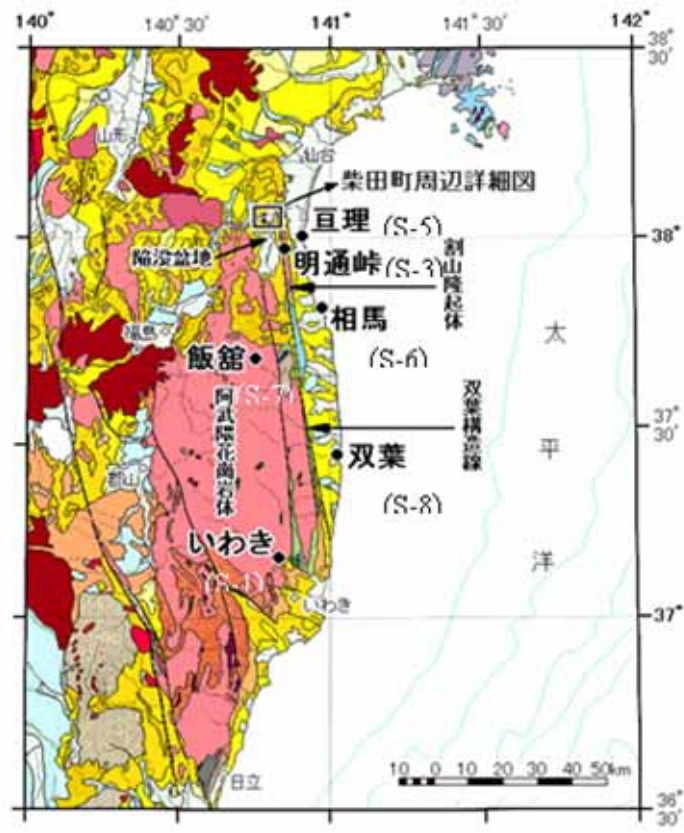 140°
140° 30′
141°
141° 30′
142°
38° 30′
山形
仙台
柴田町周辺詳細図
亘理 (S-5)
38°
陥没盆地
明通峠 (S-3)
割山隆起体
相馬
(S-6)
太平洋
福島
飯舘
(S-7)
阿武隈花崗岩体
双葉構造線
37° 30′
双葉
(S-8)
郡山
いわき
いわき
37°
日立
10 0 10 20 30 40 50km
36° 30′